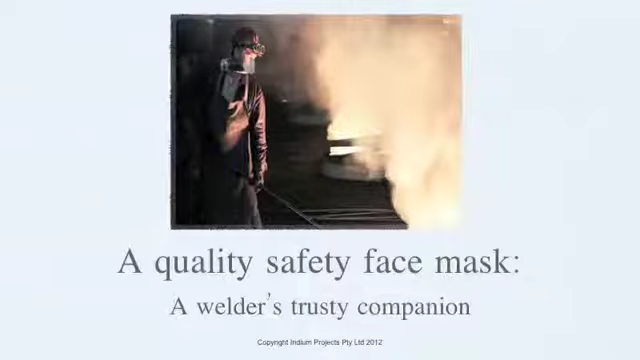 A quality safety face mask:
A welder's trusty companion
Copyright Indium Projects Pty Ltd 2012